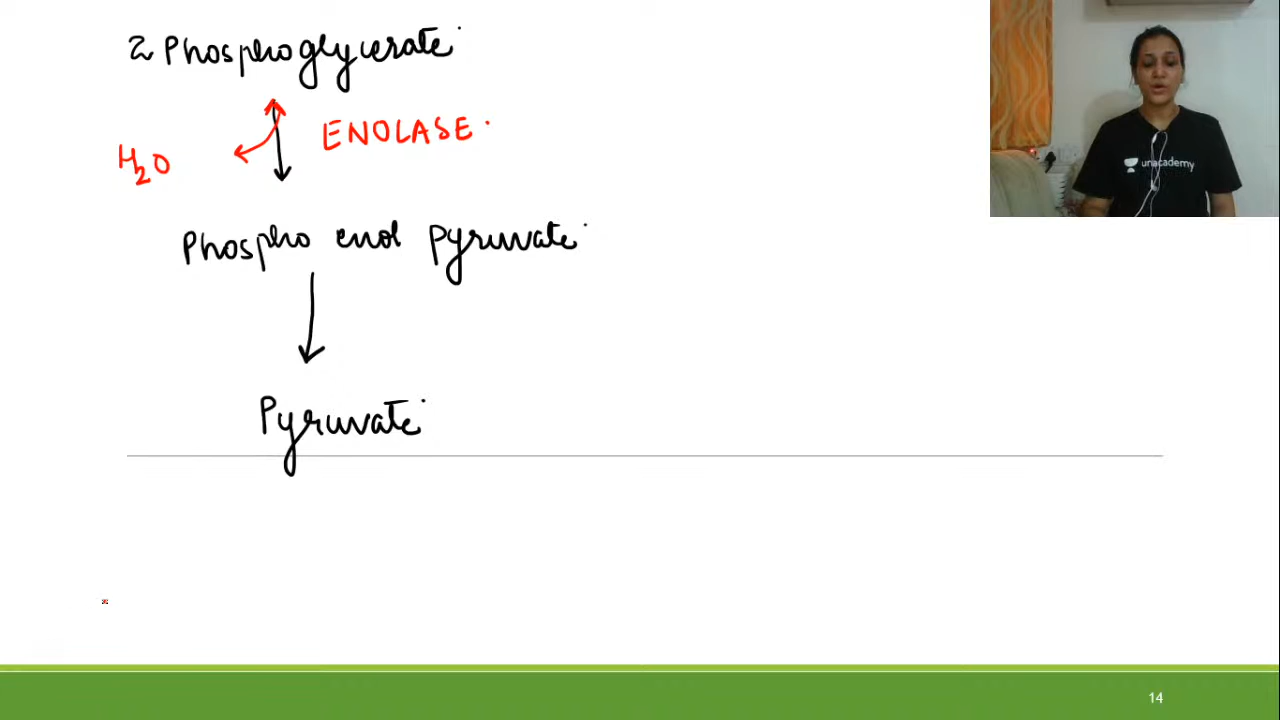 2 Phosphoglycerate
H2O
ENOLASE
Phospho enol pyruvate
Pyruvate
unacademy
14